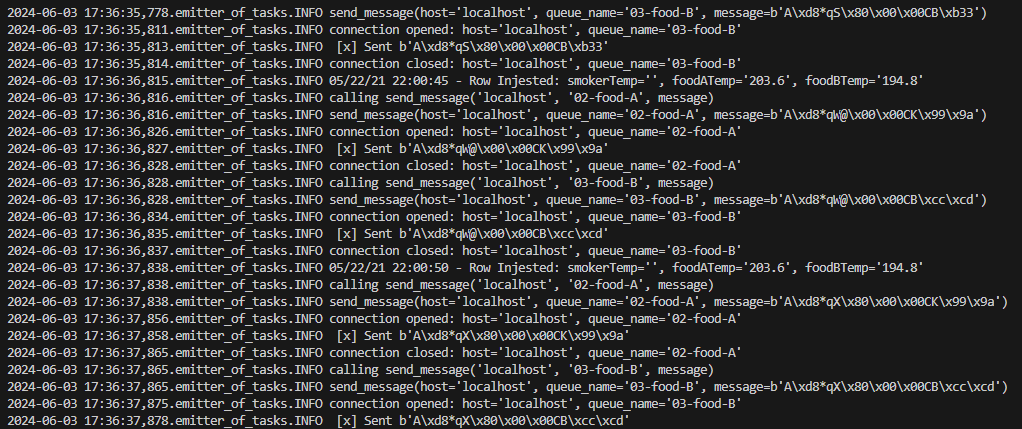 2024-06-03 17:36:35,778.emitter_of_tasks.INFO send_message(host='localhost', queue_name='03-food-B', message=b'A\xd8*qS\x80\x00\x00CB\xb33')
2024-06-03 17:36:35,811.emitter_of_tasks.INFO connection opened: host='localhost', queue_name='03-food-B'
2024-06-03 17:36:35,813.emitter_of_tasks.INFO  [x] Sent b'A\xd8*qS\x80\x00\x00CB\xb33'
2024-06-03 17:36:35,814.emitter_of_tasks.INFO connection closed: host='localhost', queue_name='03-food-B'
2024-06-03 17:36:36,815.emitter_of_tasks.INFO 05/22/21 22:00:45 - Row Injested: smokerTemp='', foodATemp='203.6', foodBTemp='194.8'
2024-06-03 17:36:36,816.emitter_of_tasks.INFO calling send_message('localhost', '02-food-A', message)
2024-06-03 17:36:36,816.emitter_of_tasks.INFO send_message(host='localhost', queue_name='02-food-A', message=b'A\xd8*qW@\x00\x00CK\x99\x9a')
2024-06-03 17:36:36,826.emitter_of_tasks.INFO connection opened: host='localhost', queue_name='02-food-A'
2024-06-03 17:36:36,827.emitter_of_tasks.INFO  [x] Sent b'A\xd8*qW@\x00\x00CK\x99\x9a'
2024-06-03 17:36:36,828.emitter_of_tasks.INFO connection closed: host='localhost', queue_name='02-food-A'
2024-06-03 17:36:36,828.emitter_of_tasks.INFO calling send_message('localhost', '03-food-B', message)
2024-06-03 17:36:36,828.emitter_of_tasks.INFO send_message(host='localhost', queue_name='03-food-B', message=b'A\xd8*qW@\x00\x00CB\xcc\xcd')
2024-06-03 17:36:36,834.emitter_of_tasks.INFO connection opened: host='localhost', queue_name='03-food-B'
2024-06-03 17:36:36,835.emitter_of_tasks.INFO  [x] Sent b'A\xd8*qW@\x00\x00CB\xcc\xcd'
2024-06-03 17:36:36,837.emitter_of_tasks.INFO connection closed: host='localhost', queue_name='03-food-B'
2024-06-03 17:36:37,838.emitter_of_tasks.INFO 05/22/21 22:00:50 - Row Injested: smokerTemp='', foodATemp='203.6', foodBTemp='194.8'
2024-06-03 17:36:37,838.emitter_of_tasks.INFO calling send_message('localhost', '02-food-A', message)
2024-06-03 17:36:37,838.emitter_of_tasks.INFO send_message(host='localhost', queue_name='02-food-A', message=b'A\xd8*qX\x80\x00\x00CK\x99\x9a')
2024-06-03 17:36:37,856.emitter_of_tasks.INFO connection opened: host='localhost', queue_name='02-food-A'
2024-06-03 17:36:37,858.emitter_of_tasks.INFO  [x] Sent b'A\xd8*qX\x80\x00\x00CK\x99\x9a'
2024-06-03 17:36:37,865.emitter_of_tasks.INFO connection closed: host='localhost', queue_name='02-food-A'
2024-06-03 17:36:37,865.emitter_of_tasks.INFO calling send_message('localhost', '03-food-B', message)
2024-06-03 17:36:37,865.emitter_of_tasks.INFO send_message(host='localhost', queue_name='03-food-B', message=b'A\xd8*qX\x80\x00\x00CB\xcc\xcd')
2024-06-03 17:36:37,875.emitter_of_tasks.INFO connection opened: host='localhost', queue_name='03-food-B'
2024-06-03 17:36:37,878.emitter_of_tasks.INFO  [x] Sent b'A\xd8*qX\x80\x00\x00CB\xcc\xcd'